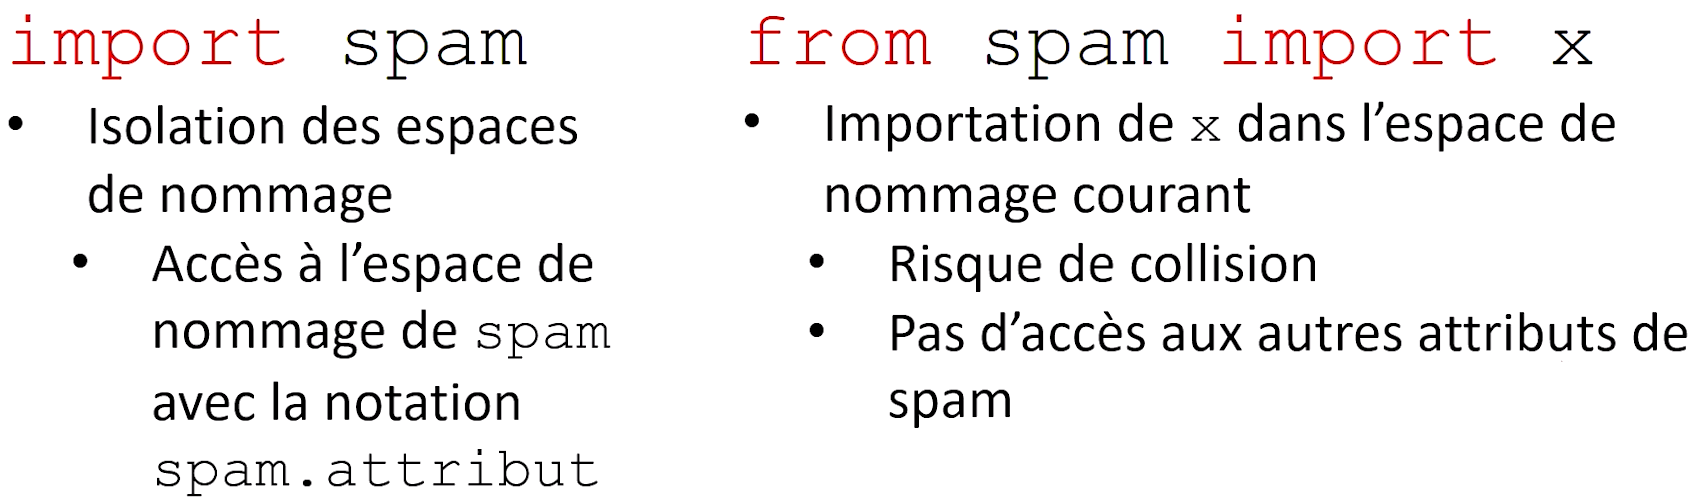 import spam
• Isolation des espaces
de nommage
• Accès à l’espace de
nommage de spam
avec la notation
spam.attribut
from spam import x
• Importation de x dans l’espace de
nommage courant
• Risque de collision
• Pas d’accès aux autres attributs de
spam